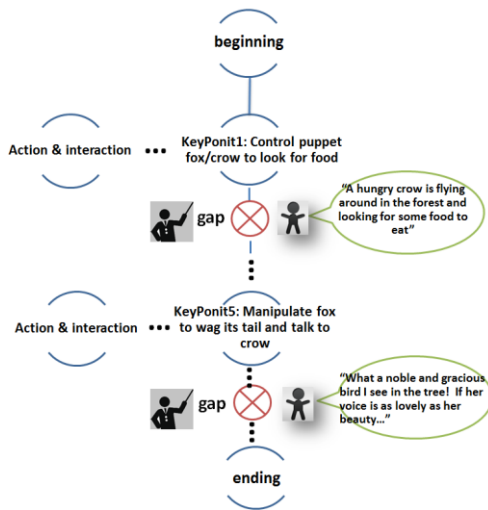 beginning
Action & interaction
KeyPonit1: Control puppet
fox/crow to look for food
gap
“A hungry crow is flying
around in the forest and
looking for some food to
eat”
Action & interaction
KeyPonit5: Manipulate fox
to wag its tail and talk to
crow
gap
“What a noble and gracious
bird I see in the tree! If her
voice is as lovely as her
beauty…”
ending